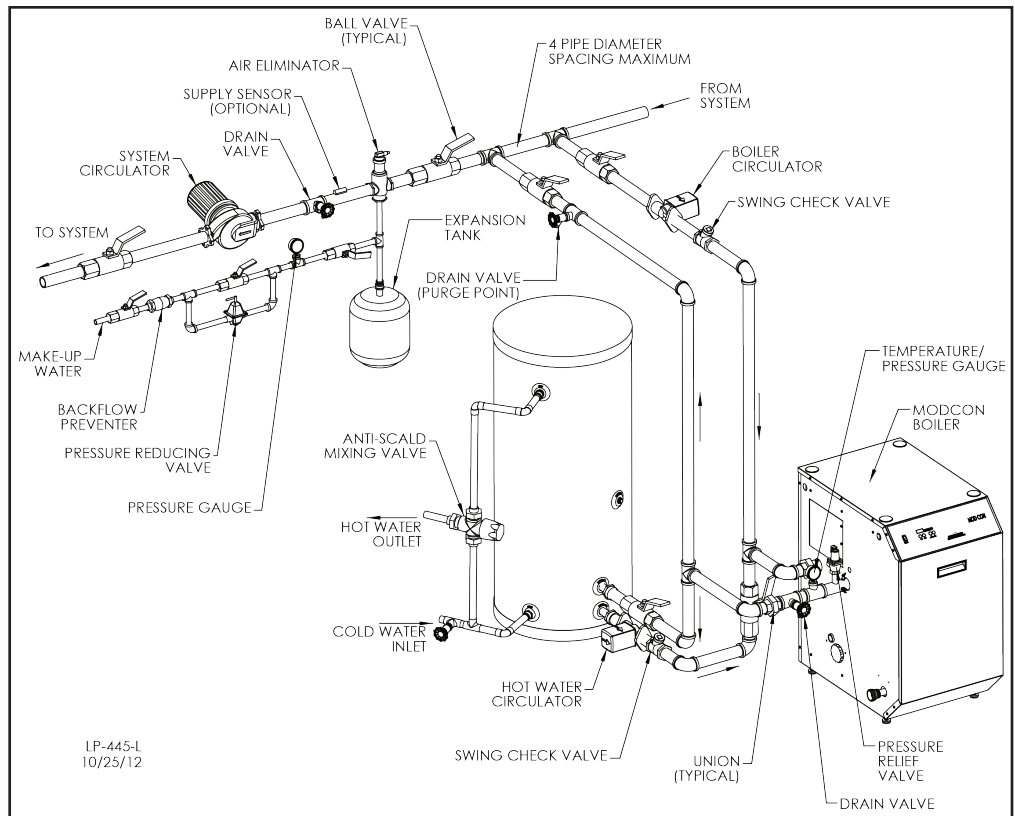 BALL VALVE
(TYPICAL)
4 PIPE DIAMETER
SPACING MAXIMUM
AIR ELIMINATOR
FROM
SYSTEM
SUPPLY SENSOR
(OPTIONAL)
DRAIN
VALVE
SYSTEM
CIRCULATOR
BOILER
CIRCULATOR
SWING CHECK VALVE
TO SYSTEM
EXPANSION
TANK
DRAIN VALVE
(PURGE POINT)
MAKE-UP
WATER
TEMPERATURE/
PRESSURE GAUGE
BACKFLOW
PREVENTER
MODCON
BOILER
ANTI-SCALD
MIXING VALVE
PRESSURE REDUCING
VALVE
PRESSURE GAUGE
HOT WATER
OUTLET
MOD CON
COLD WATER
INLET
HOT WATER
CIRCULATOR
SWING CHECK VALVE
UNION
(TYPICAL)
PRESSURE
RELIEF
VALVE
DRAIN VALVE
LP-445-L
10/25/12